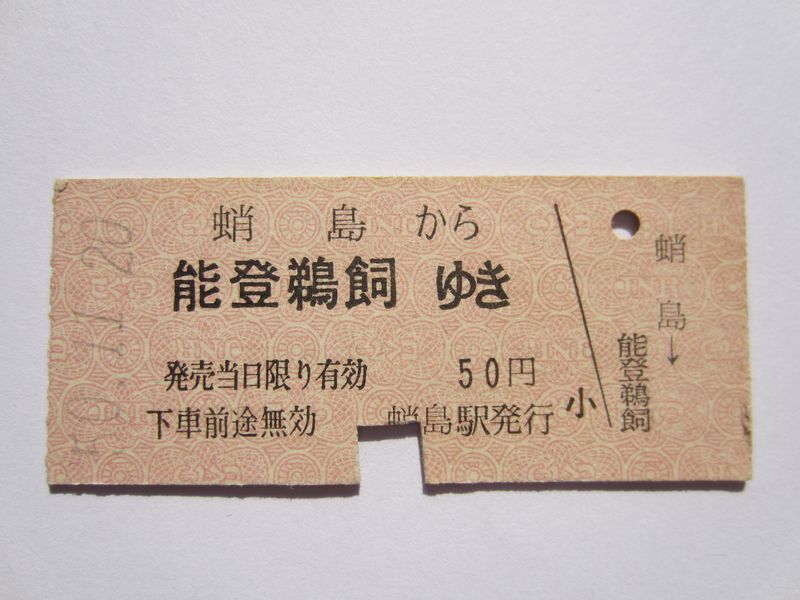 蛸島から
能登鵜飼ゆき
発売当日限り有効 50円
下車前途無効 蛸島駅発行
小
蛸島→
能登鵜飼